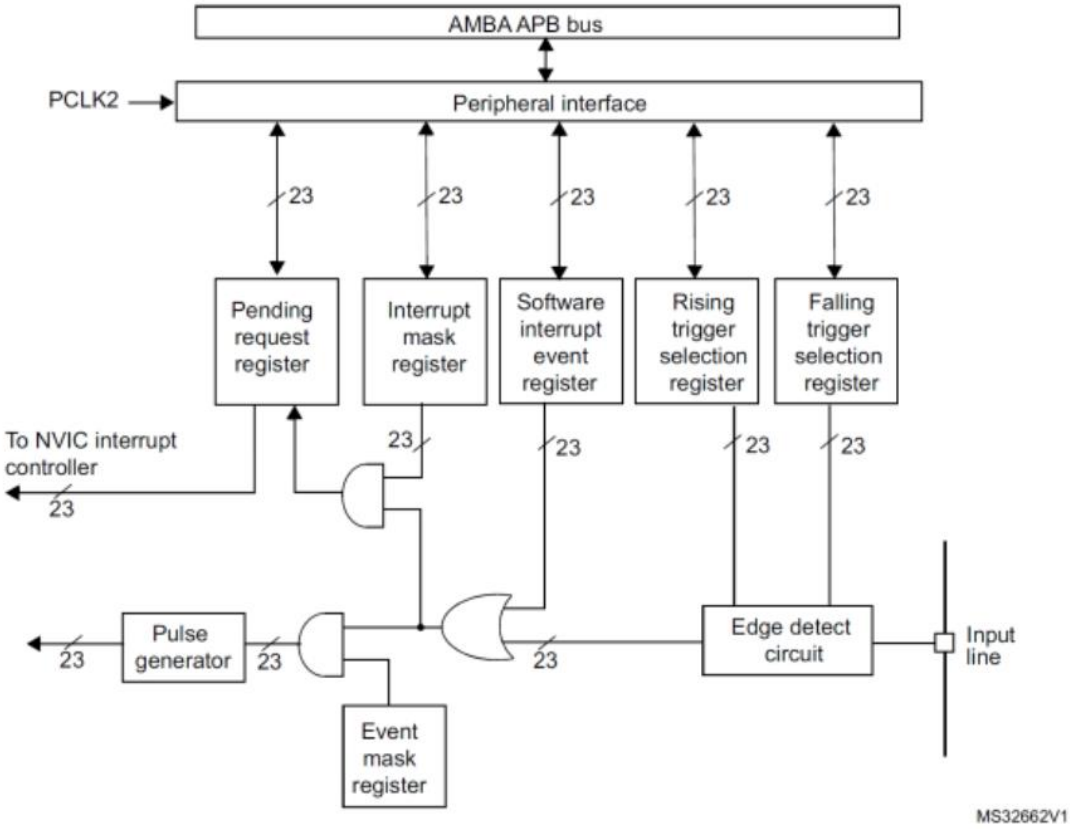 AMBA APB bus
PCLK2
Peripheral interface
23
23
23
23
23
Pending
request
register
Interrupt
mask
register
Software
interrupt
event
register
Rising
trigger
selection
register
Falling
trigger
selection
register
To NVIC interrupt
controller
23
23
23
23
23
Pulse
generator
23
23
23
Edge detect
circuit
Input
line
Event
mask
register
MS32662V1